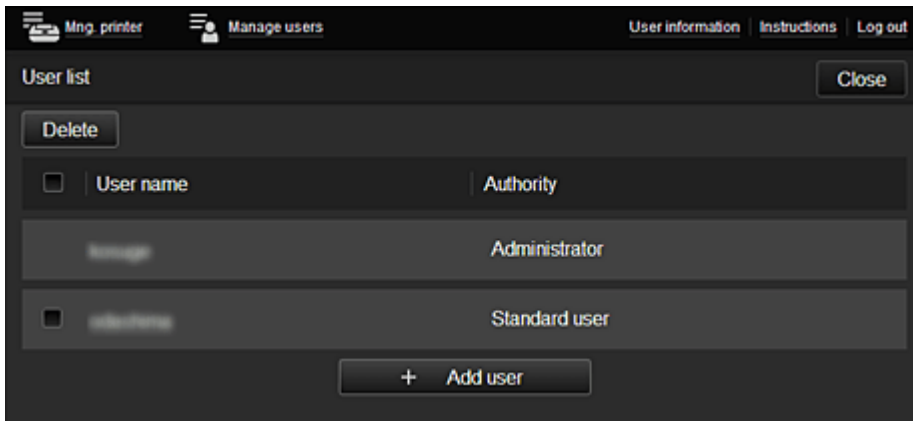 Mng. printer Manage users User information Instructions Log out
User list Close
Delete
User name Authority
Administrator
Standard user
+ Add user